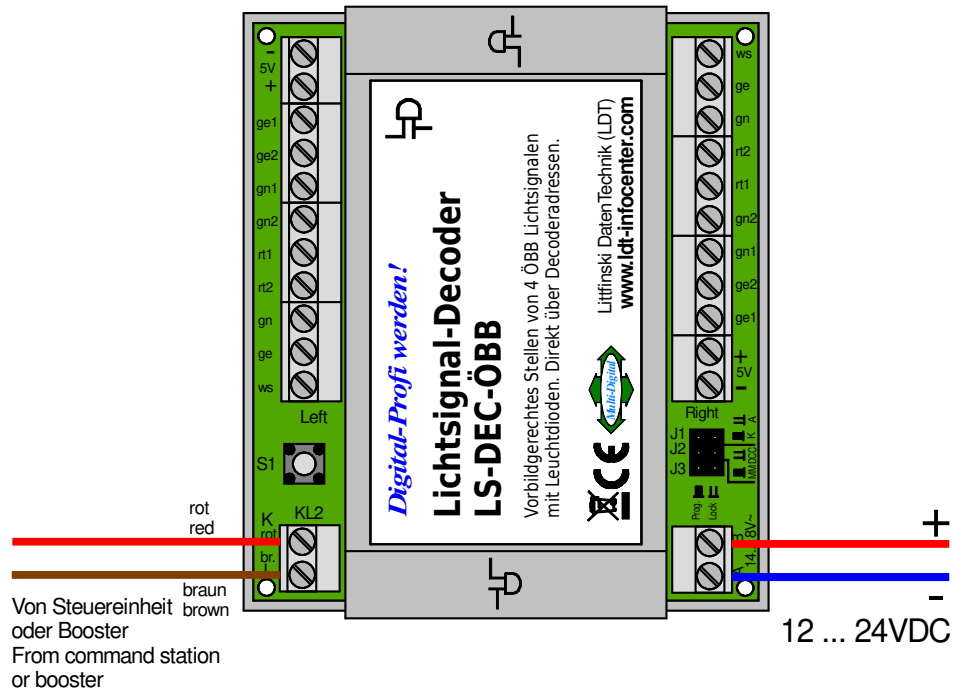 -
5V
+
ge1
ge2
gn1
gn2
rt1
rt2
gn
ge
ws
Left
S1
K
rot
br.
L
KL2
rot
red
braun
brown
Von Steuereinheit
oder Booster
From command station
or booster
Digital-Profi werden!
Lichtsignal-Decoder
LS-DEC-ÖBB
Vorbildgerechtes Stellen von 4 ÖBB Lichtsignalen
mit Leuchtdioden. Direkt über Decoderadressen.
Littfinski DatenTechnik (LDT)
www.ldt-infocenter.com
Multi-Digital
CE
ws
ge
gn
rt2
rt1
gn2
gn1
ge2
ge1
+
5V
-
Right
J1
J2
J3
A
K
DCC
MM
Prog.
Lock
B
A
+
-
12 ... 24VDC